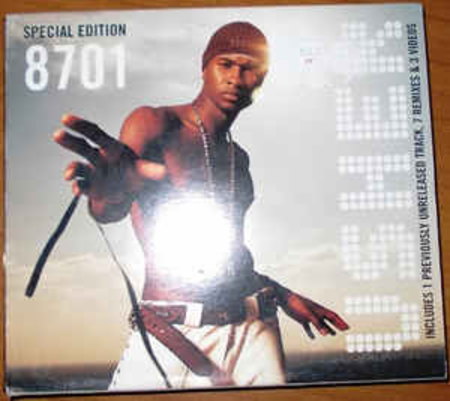 SPECIAL EDITION
8701
USHER
INCLUDES 1 PREVIOUSLY UNRELEASED TRACK, 7 REMIXES & 3 VIDEOS